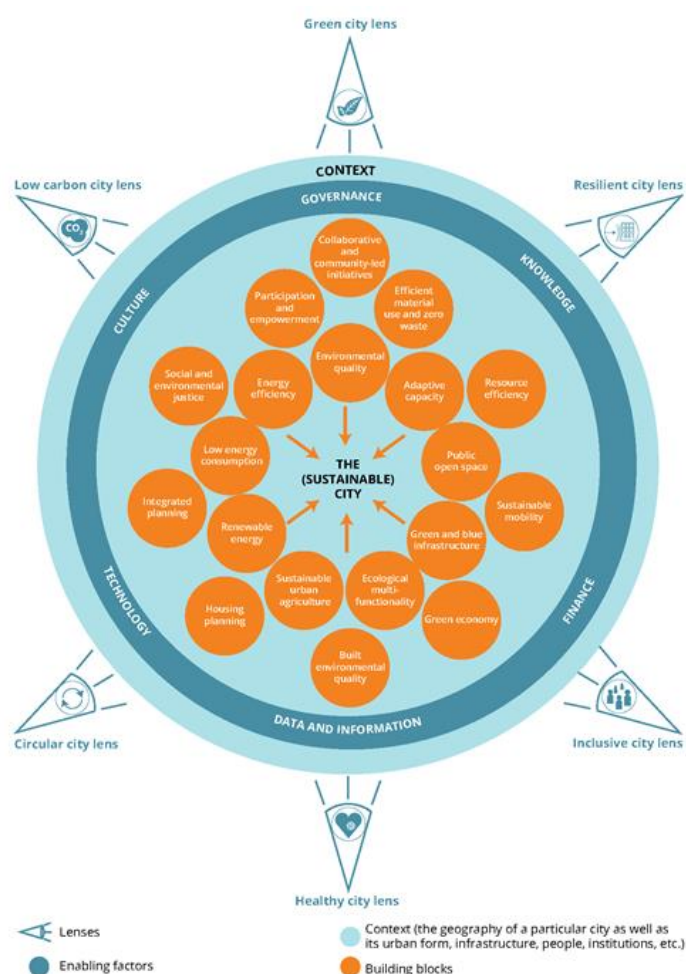 Green city lens
Low carbon city lens
Resilient city lens
CO₂
CONTEXT
GOVERNANCE
CULTURE
KNOWLEDGE
Collaborative
and
community-led
initiatives
Participation
and
empowerment
Efficient
material
use and zero
waste
Environmental
quality
Social and
environmental
justice
Energy
efficiency
Adaptive
capacity
Resource
efficiency
Low energy
consumption
Public
open space
THE
(SUSTAINABLE)
CITY
Integrated
planning
Sustainable
mobility
Renewable
energy
Green and blue
infrastructure
Sustainable
urban
agriculture
Ecological
multi-
functionality
Housing
planning
Green economy
Built
environmental
quality
TECHNOLOGY
FINANCE
DATA AND INFORMATION
Circular city lens
Inclusive city lens
Healthy city lens
Lenses
Enabling factors
Context (the geography of a particular city as well as
its urban form, infrastructure, people, institutions, etc.)
Building blocks